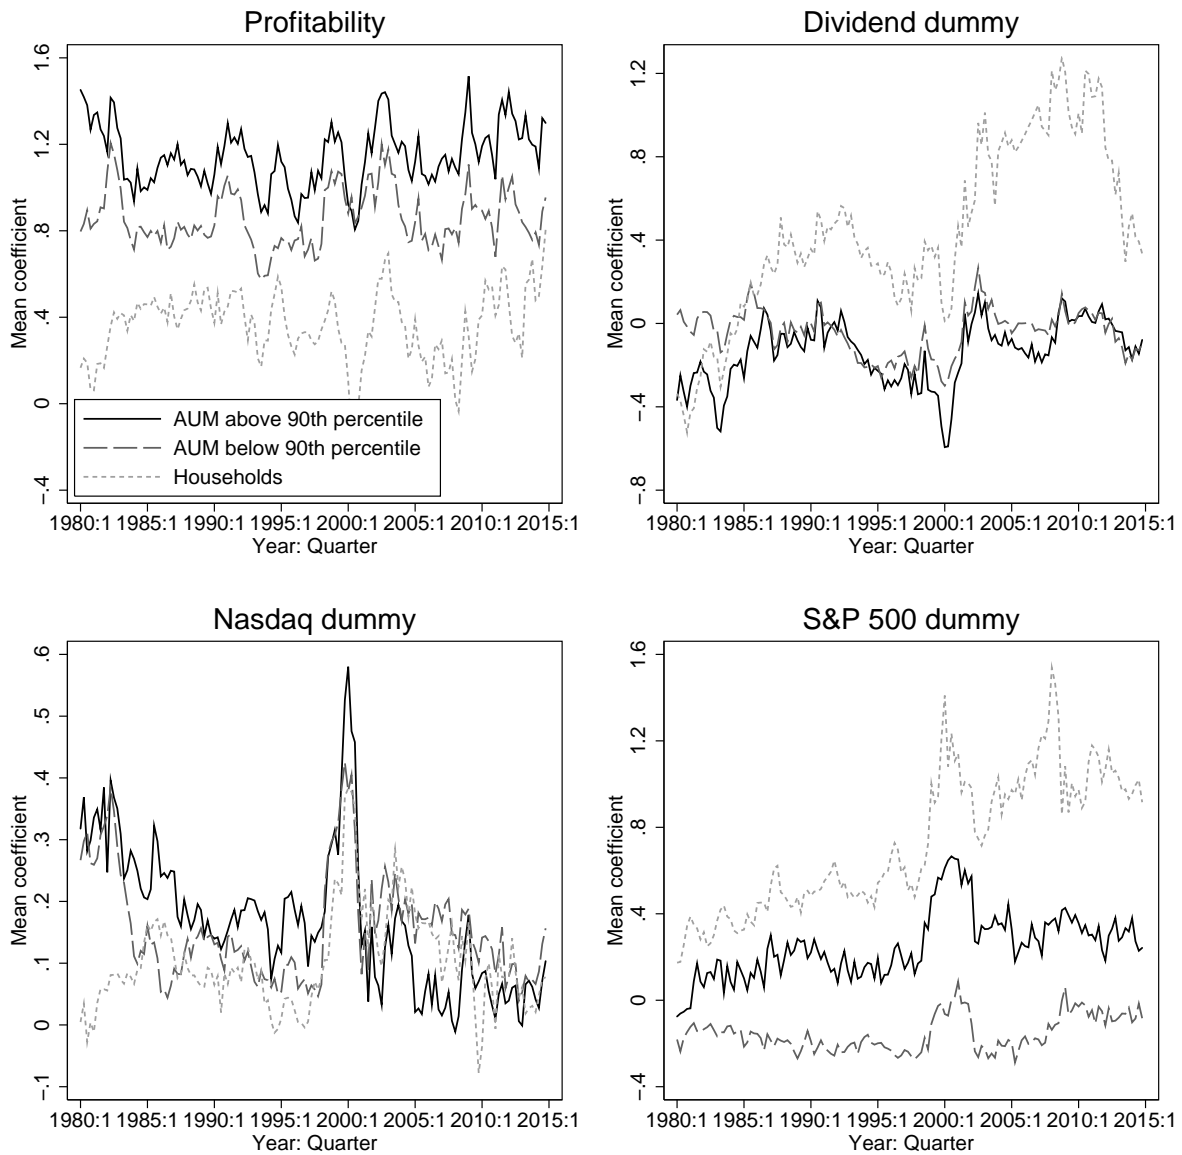 Profitability
Mean coefficient
1.6
1.2
.8
.4
0
-.4
AUM above 90th percentile
AUM below 90th percentile
Households
1980:1 1985:1 1990:1 1995:1 2000:1 2005:1 2010:1 2015:1
Year: Quarter
Dividend dummy
Mean coefficient
1.2
.8
.4
0
-.4
-.8
1980:1 1985:1 1990:1 1995:1 2000:1 2005:1 2010:1 2015:1
Year: Quarter
Nasdaq dummy
Mean coefficient
.6
.5
.4
.3
.2
.1
0
-.1
1980:1 1985:1 1990:1 1995:1 2000:1 2005:1 2010:1 2015:1
Year: Quarter
S&P 500 dummy
Mean coefficient
1.6
1.2
.8
.4
0
-.4
1980:1 1985:1 1990:1 1995:1 2000:1 2005:1 2010:1 2015:1
Year: Quarter